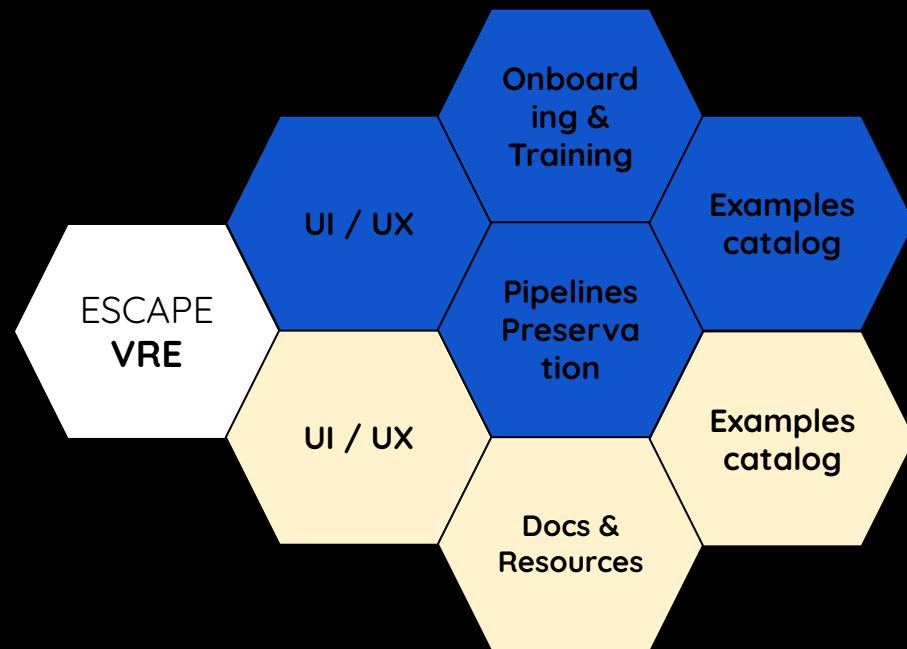 Onboard
ing &
Training
UI / UX
Examples
catalog
ESCAPE
VRE
Pipelines
Preserva
tion
UI / UX
Examples
catalog
Docs &
Resources